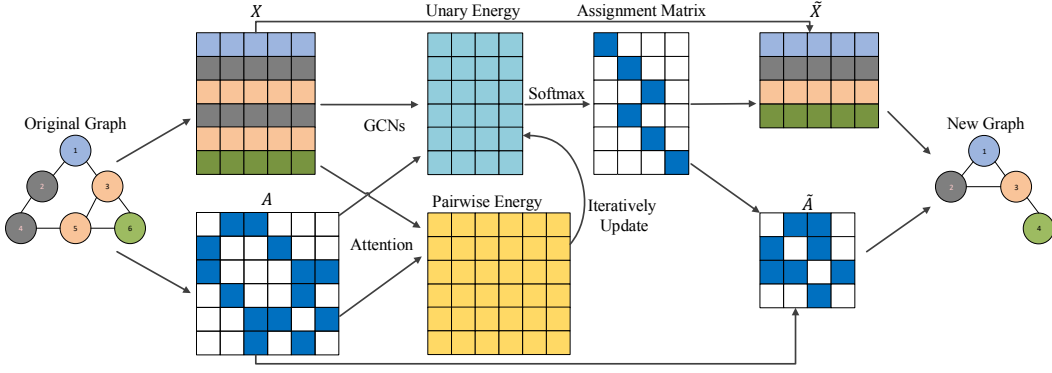 X
Unary Energy
Assignment Matrix
X̃
Original Graph
GCNs
Softmax
New Graph
1
2
3
4
5
6
A
Attention
Pairwise Energy
Iteratively
Update
Ã
1
2
3
4